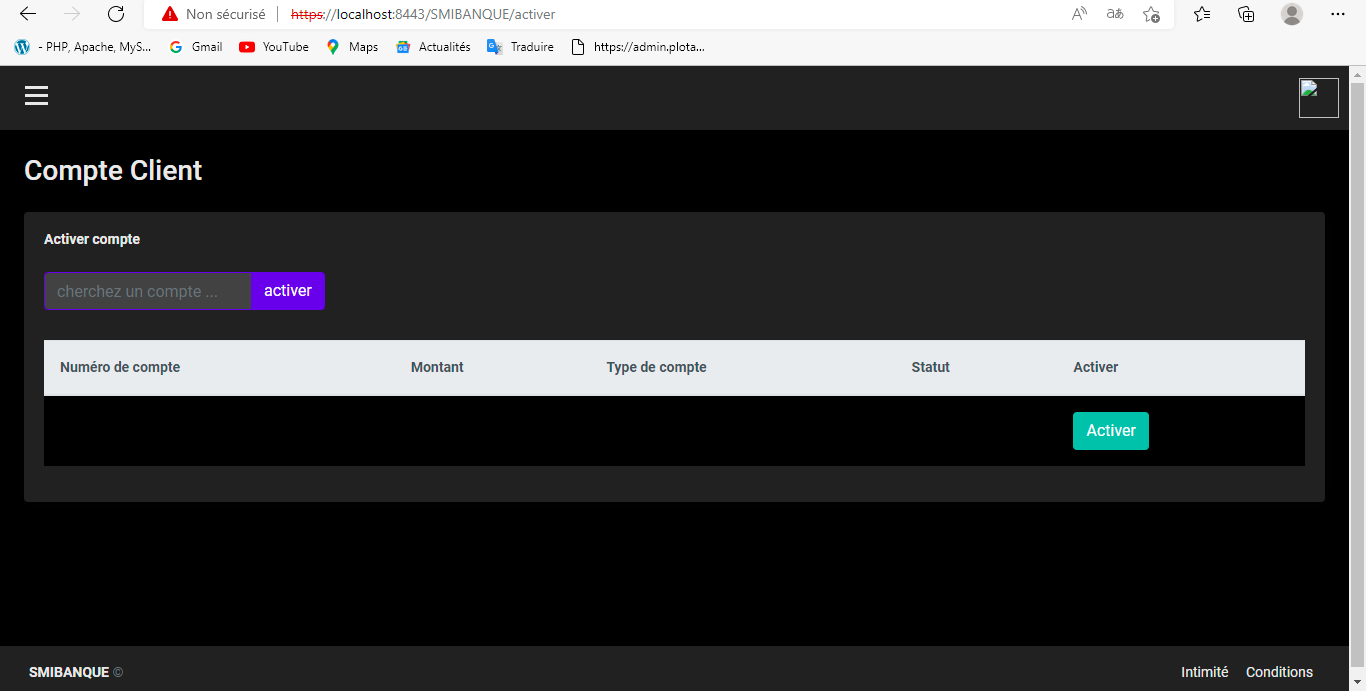 Non sécurisé https://localhost:8443/SMIBANQUE/activer
- PHP, Apache, MyS... Gmail YouTube Maps Actualités Traduire https://admin.plota...
Compte Client
Activer compte
cherchez un compte ... activer
Numéro de compte Montant Type de compte Statut Activer
Activer
SMIBANQUE © Intimité Conditions